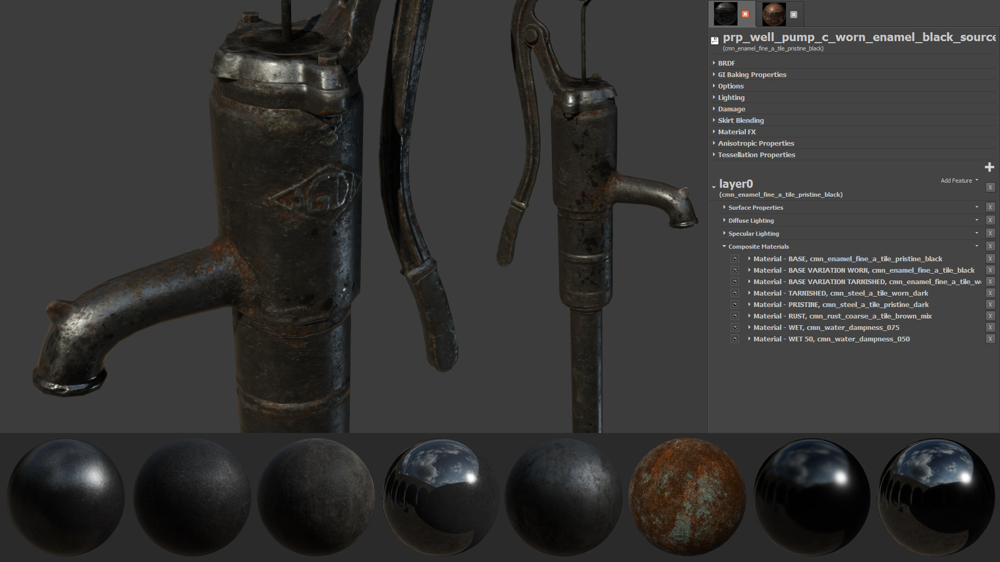 prp_well_pump_c_worn_enamel_black_source
(cmn_enamel_fine_a_tile_pristine_black)
BRDF
GI Baking Properties
Options
Lighting
Damage
Skirt Blending
Material FX
Anisotropic Properties
Tessellation Properties
layer0
Add Feature
X
(cmn_enamel_fine_a_tile_pristine_black)
Surface Properties X
Diffuse Lighting X
Specular Lighting X
Composite Materials X
Material - BASE, cmn_enamel_fine_a_tile_pristine_black X
Material - BASE VARIATION WORN, cmn_enamel_fine_a_tile_black X
Material - BASE VARIATION TARNISHED, cmn_enamel_fine_a_tile_w X
Material - TARNISHED, cmn_steel_a_tile_worn_dark X
Material - PRISTINE, cmn_steel_a_tile_pristine_dark X
Material - RUST, cmn_rust_coarse_a_tile_brown_mix X
Material - WET, cmn_water_dampness_075 X
Material - WET 50, cmn_water_dampness_050 X